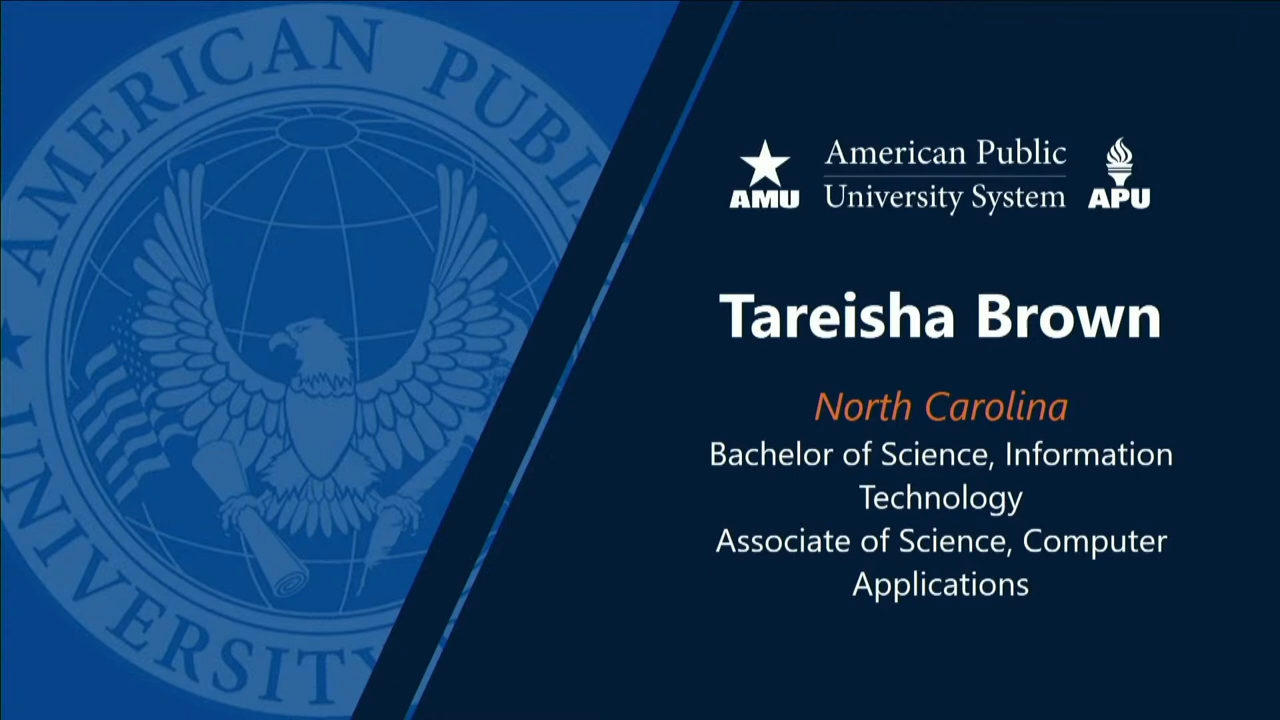 AMERICAN PUBLIC
UNIVERSITY
American Public
University System
AMU
APU
Tareisha Brown
North Carolina
Bachelor of Science, Information
Technology
Associate of Science, Computer
Applications